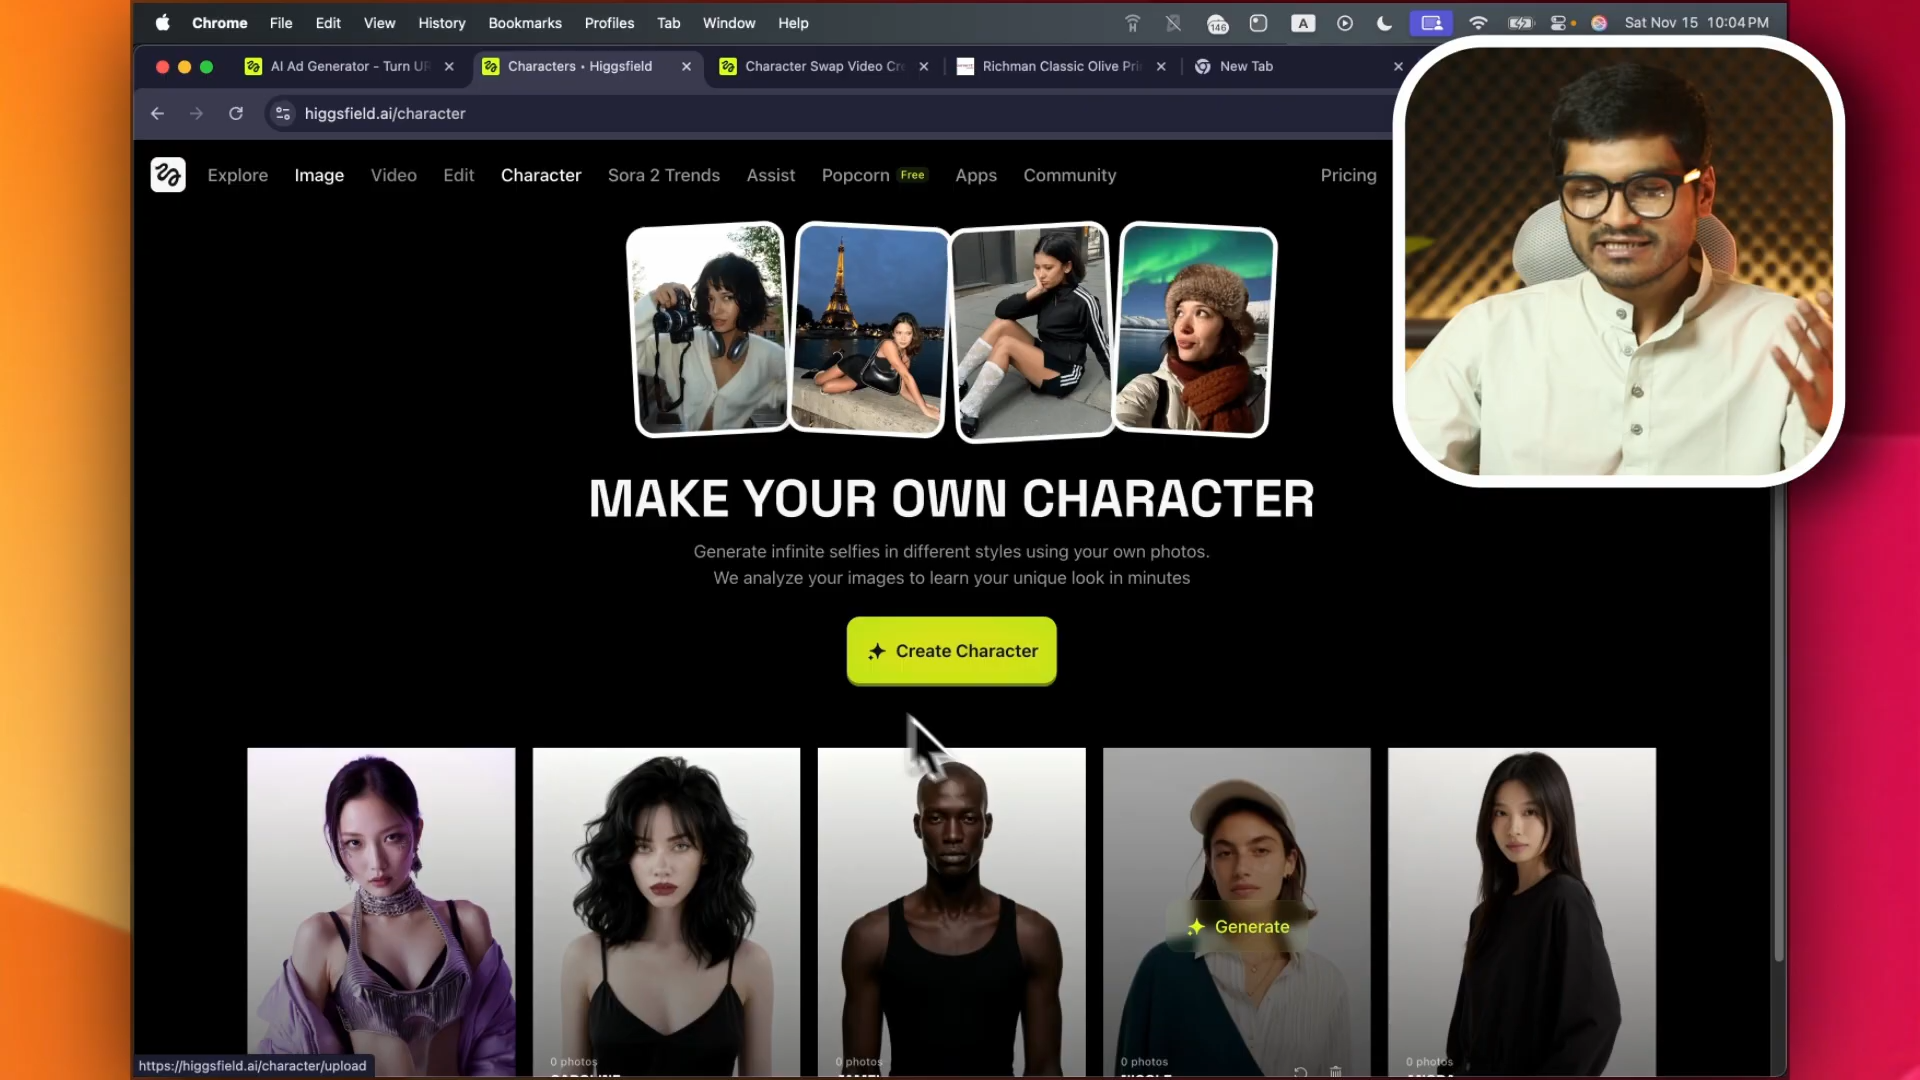 Chrome File Edit View History Bookmarks Profiles Tab Window Help
146
A
Sat Nov 15 10:04 PM
AI Ad Generator - Turn UR
Characters • Higgsfield
Character Swap Video Cr
Richman Classic Olive Pri
New Tab
higgsfield.ai/character
Explore Image Video Edit Character Sora 2 Trends Assist Popcorn Free Apps Community Pricing
MAKE YOUR OWN CHARACTER
Generate infinite selfies in different styles using your own photos.
We analyze your images to learn your unique look in minutes
Create Character
Generate
0 photos
0 photos
0 photos
0 photos
https://higgsfield.ai/character/upload